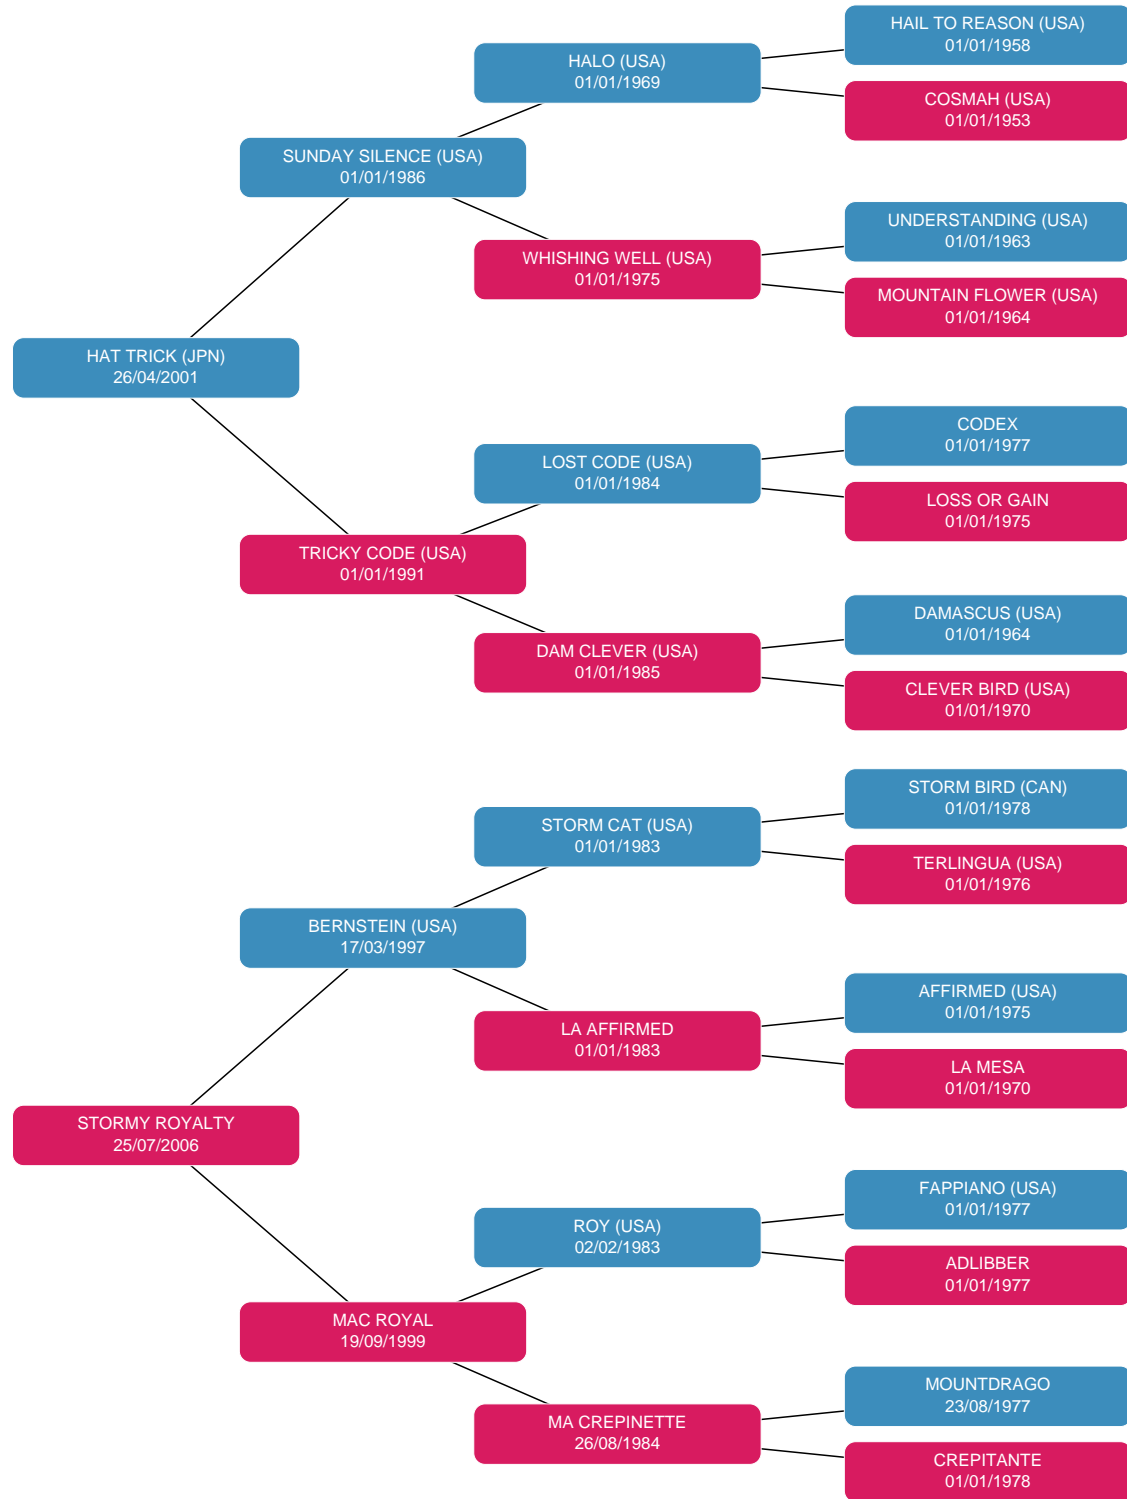 HAIL TO REASON (USA)
01/01/1958
HALO (USA)
01/01/1969
COSMAH (USA)
01/01/1953
SUNDAY SILENCE (USA)
01/01/1986
UNDERSTANDING (USA)
01/01/1963
WHISHING WELL (USA)
01/01/1975
MOUNTAIN FLOWER (USA)
01/01/1964
HAT TRICK (JPN)
26/04/2001
CODEX
01/01/1977
LOST CODE (USA)
01/01/1984
LOSS OR GAIN
01/01/1975
TRICKY CODE (USA)
01/01/1991
DAMASCUS (USA)
01/01/1964
DAM CLEVER (USA)
01/01/1985
CLEVER BIRD (USA)
01/01/1970
STORM BIRD (CAN)
01/01/1978
STORM CAT (USA)
01/01/1983
TERLINGUA (USA)
01/01/1976
BERNSTEIN (USA)
17/03/1997
AFFIRMED (USA)
01/01/1975
LA AFFIRMED
01/01/1983
LA MESA
01/01/1970
STORMY ROYALTY
25/07/2006
FAPPIANO (USA)
01/01/1977
ROY (USA)
02/02/1983
ADLIBBER
01/01/1977
MAC ROYAL
19/09/1999
MOUNTDRAGO
23/08/1977
MA CREPINETTE
26/08/1984
CREPITANTE
01/01/1978